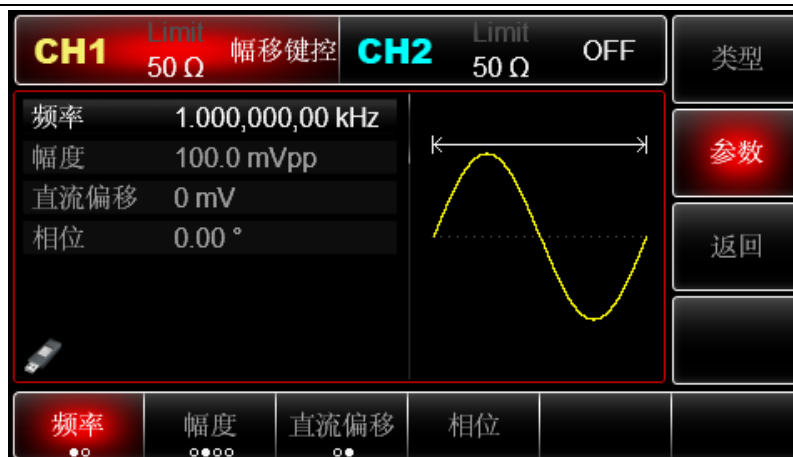 CH1 Limit 50 Ω 幅移键控 CH2 Limit 50 Ω OFF
类型
频率 1.000,000,00 kHz
幅度 100.0 mVpp
直流偏移 0 mV
相位 0.00 °
参数
返回
频率 幅度 直流偏移 相位